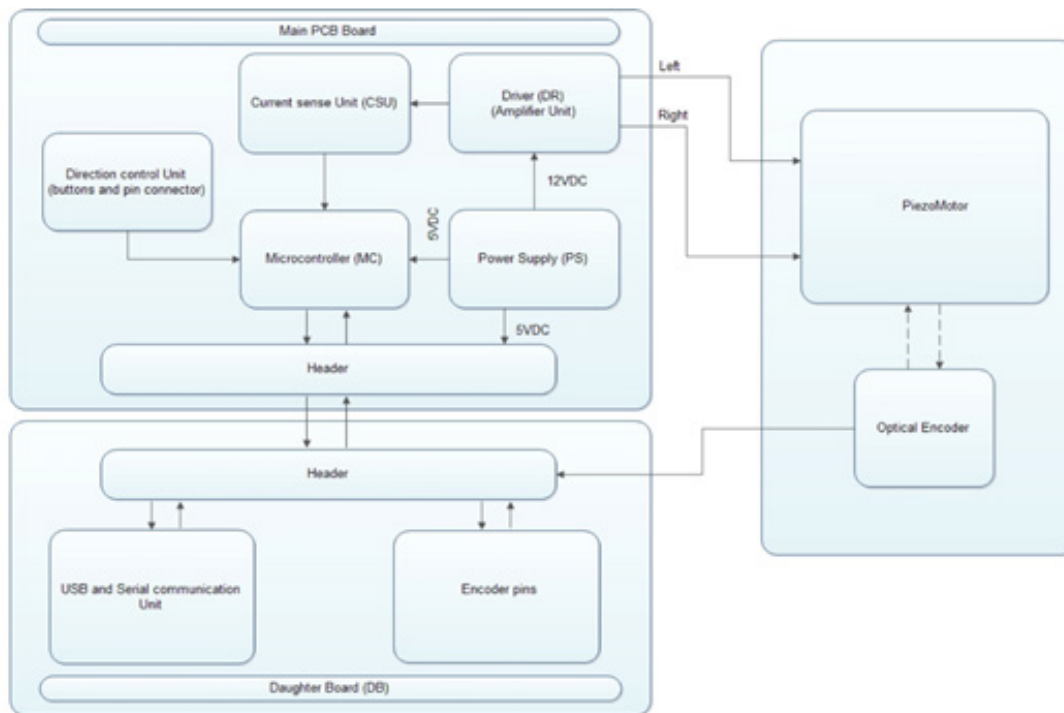 Main PCB Board
Current sense Unit (CSU)
Driver (DR)
(Amplifier Unit)
Left
Right
Direction control Unit
(buttons and pin connector)
12VDC
5VDC
Microcontroller (MC)
Power Supply (PS)
5VDC
Header
PiezoMotor
Optical Encoder
Header
USB and Serial communication
Unit
Encoder pins
Daughter Board (DB)